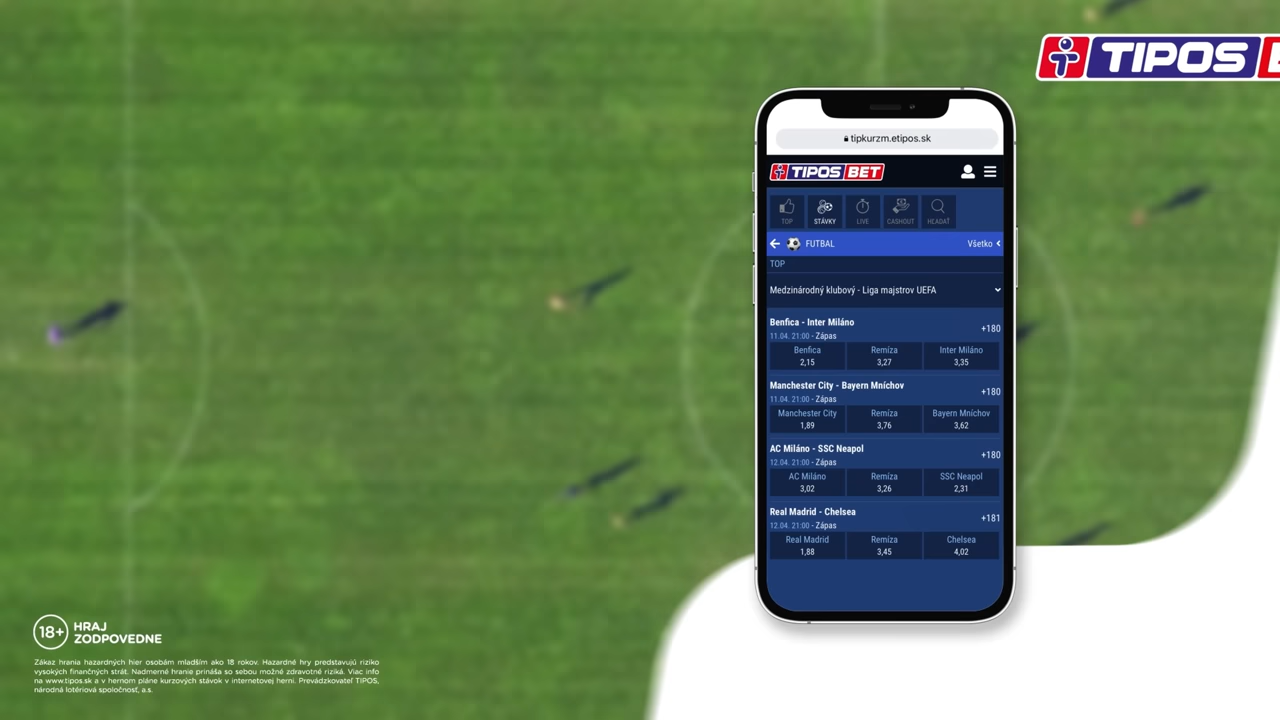 TIPOS
tipkurzm.etipos.sk
TIPOS BET
TOP
STÁVKY
LIVE
CASHOUT
HĽADAŤ
FUTBAL
Všetko
TOP
Medzinárodný klubový - Liga majstrov UEFA
Benfica - Inter Miláno
+180
11.04. 21:00 - Zápas
Benfica
Remíza
Inter Miláno
2,15
3,27
3,35
Manchester City - Bayern Mníchov
+180
11.04. 21:00 - Zápas
Manchester City
Remíza
Bayern Mníchov
1,89
3,76
3,62
AC Miláno - SSC Neapol
+180
12.04. 21:00 - Zápas
AC Miláno
Remíza
SSC Neapol
3,02
3,26
2,31
Real Madrid - Chelsea
+181
12.04. 21:00 - Zápas
Real Madrid
Remíza
Chelsea
1,88
3,45
4,02
18+
HRAJ
ZODPOVEDNE
Zákaz hrania hazardných hier osobám mladším ako 18 rokov. Hazardné hry predstavujú riziko
vysokých finančných strát. Nadmerné hranie prináša so sebou možné zdravotné riziká. Viac info
na www.tipos.sk a v hernom pláne kurzových stávok v internetovej herni. Prevádzkovateľ TIPOS,
národná lotériová spoločnosť, a.s.